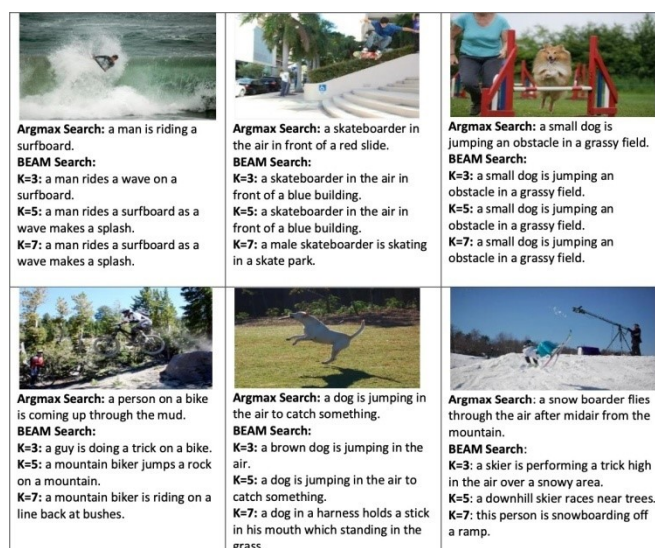 Argmax Search: a man is riding a
surfboard.
BEAM Search:
K=3: a man rides a wave on a
surfboard.
K=5: a man rides a surfboard as a
wave makes a splash.
K=7: a man rides a surfboard as a
wave makes a splash.
Argmax Search: a skateboarder in
the air in front of a red slide.
BEAM Search:
K=3: a skateboarder in the air in
front of a blue building.
K=5: a skateboarder in the air in
front of a blue building.
K=7: a male skateboarder is skating
in a skate park.
Argmax Search: a small dog is
jumping an obstacle in a grassy field.
BEAM Search:
K=3: a small dog is jumping an
obstacle in a grassy field.
K=5: a small dog is jumping an
obstacle in a grassy field.
K=7: a small dog is jumping an
obstacle in a grassy field.
Argmax Search: a person on a bike
is coming up through the mud.
BEAM Search:
K=3: a guy is doing a trick on a bike.
K=5: a mountain biker jumps a rock
on a mountain.
K=7: a mountain biker is riding on a
line back at bushes.
Argmax Search: a dog is jumping in
the air to catch something.
BEAM Search:
K=3: a brown dog is jumping in the
air.
K=5: a dog is jumping in the air to
catch something.
K=7: a dog in a harness holds a stick
in his mouth which standing in the
grass
Argmax Search: a snow boarder flies
through the air after midair from the
mountain.
BEAM Search:
K=3: a skier is performing a trick high
in the air over a snowy area.
K=5: a downhill skier races near trees.
K=7: this person is snowboarding off
a ramp.